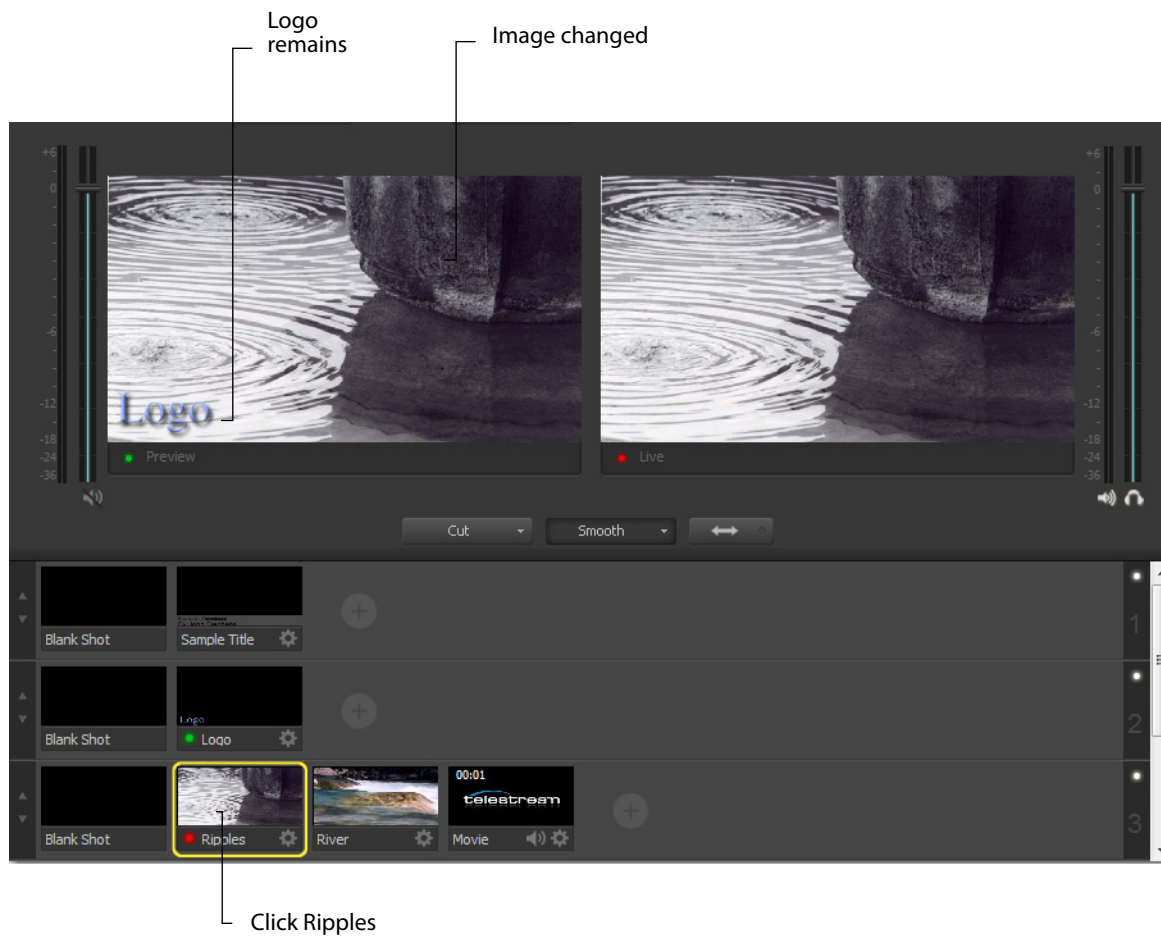 Logo
remains
Image changed
+6
0
-6
-12
-18
-24
-36
Logo
Preview
Live
+6
0
-6
-12
-18
-24
-36
Cut
Smooth
Blank Shot
Sample Title
1
Blank Shot
Logo
Logo
2
00:01
telestream
Blank Shot
Ripples
River
Movie
3
Click Ripples